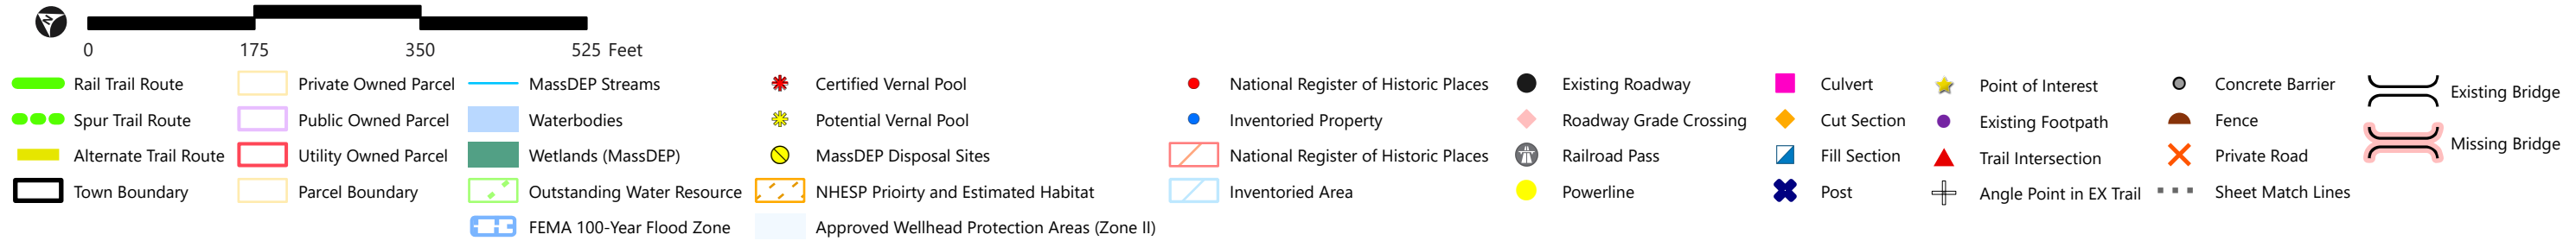 N
0 175 350 525 Feet
Rail Trail Route
Spur Trail Route
Alternate Trail Route
Town Boundary
Private Owned Parcel
Public Owned Parcel
Utility Owned Parcel
Parcel Boundary
MassDEP Streams
Waterbodies
Wetlands (MassDEP)
Outstanding Water Resource
FEMA 100-Year Flood Zone
Certified Vernal Pool
Potential Vernal Pool
MassDEP Disposal Sites
NHESP Prioirty and Estimated Habitat
Approved Wellhead Protection Areas (Zone II)
National Register of Historic Places
Inventoried Property
National Register of Historic Places
Inventoried Area
Existing Roadway
Roadway Grade Crossing
Railroad Pass
Powerline
Culvert
Cut Section
Fill Section
Post
Point of Interest
Existing Footpath
Trail Intersection
Angle Point in EX Trail
Concrete Barrier
Fence
Private Road
Sheet Match Lines
Existing Bridge
Missing Bridge